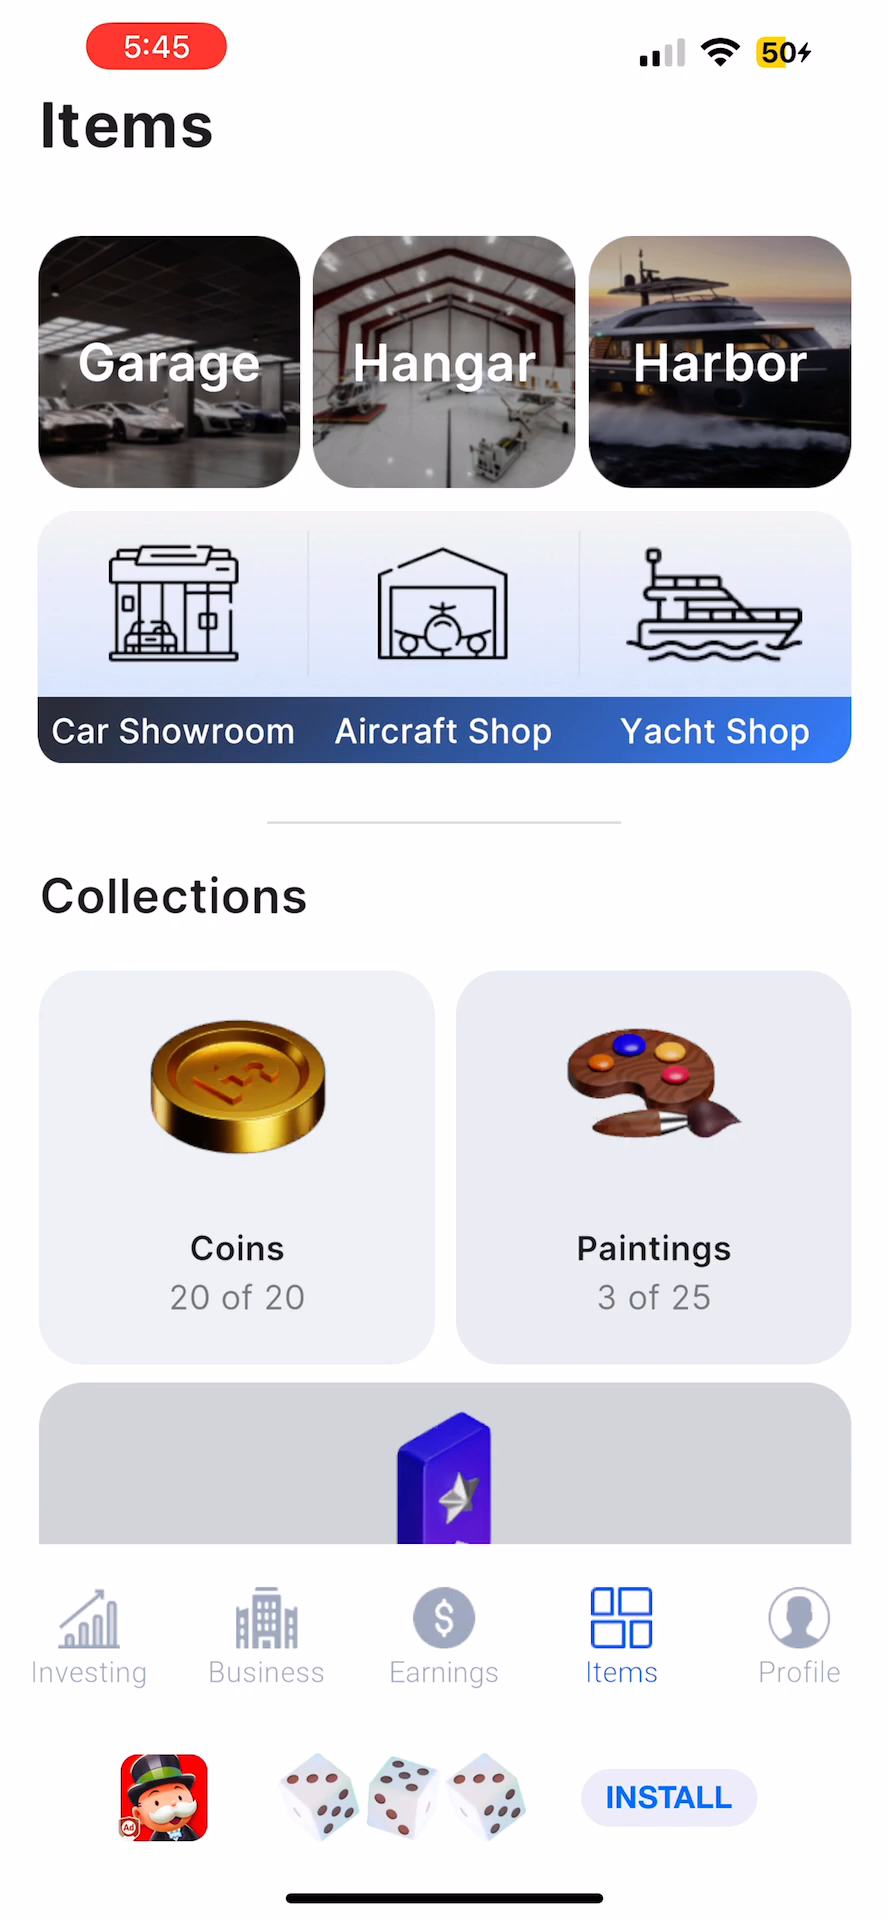 5:45
50
Items
Garage
Hangar
Harbor
Car Showroom
Aircraft Shop
Yacht Shop
Collections
Coins
20 of 20
Paintings
3 of 25
Investing
Business
Earnings
Items
Profile
Ad
INSTALL